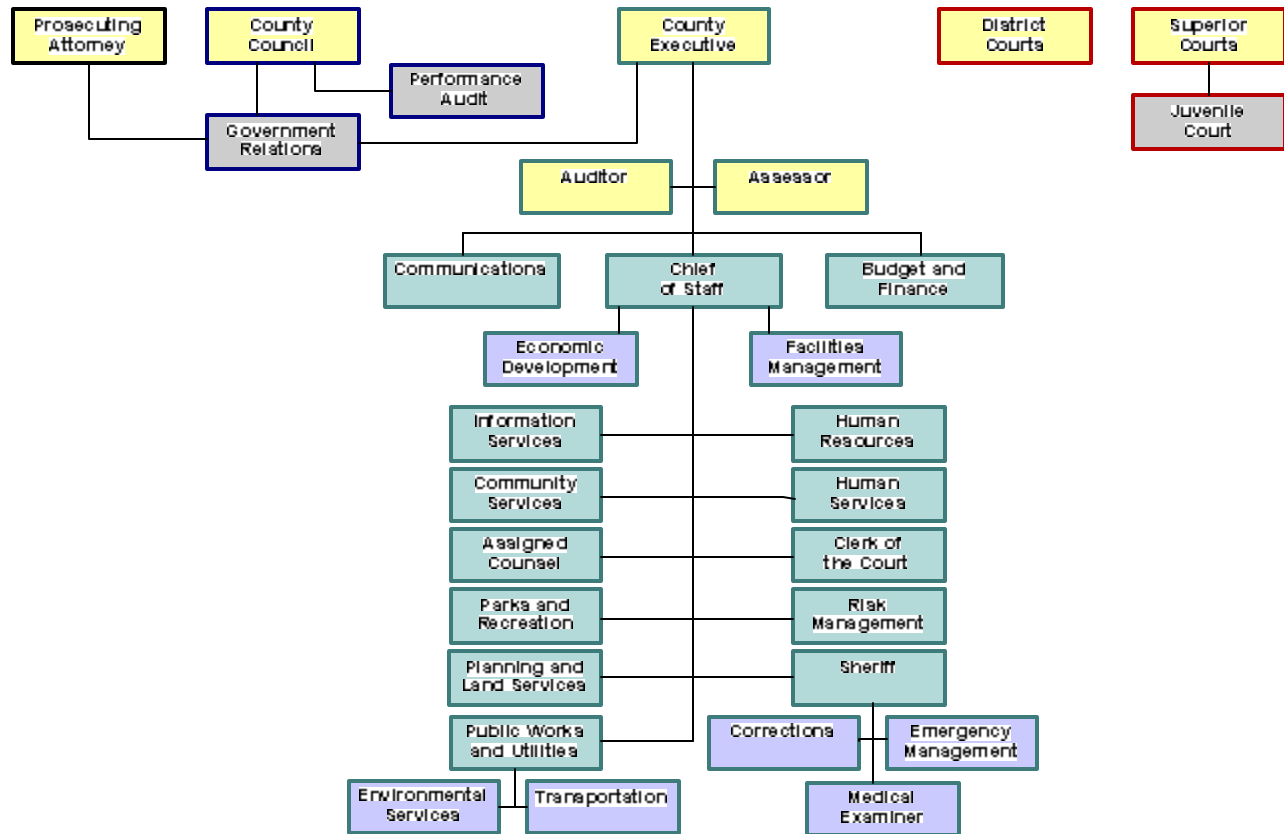 Prosecuting
Attorney
County
Council
County
Executive
District
Courts
Superior
Courts
Performance
Audit
Juvenile
Court
Government
Relations
Auditor
Assessor
Communications
Chief
of Staff
Budget and
Finance
Economic
Development
Facilities
Management
Information
Services
Human
Resources
Community
Services
Human
Services
Assigned
Counsel
Clerk of
the Court
Parks and
Recreation
Risk
Management
Planning and
Land Services
Sheriff
Public Works
and Utilities
Corrections
Emergency
Management
Environmental
Services
Transportation
Medical
Examiner